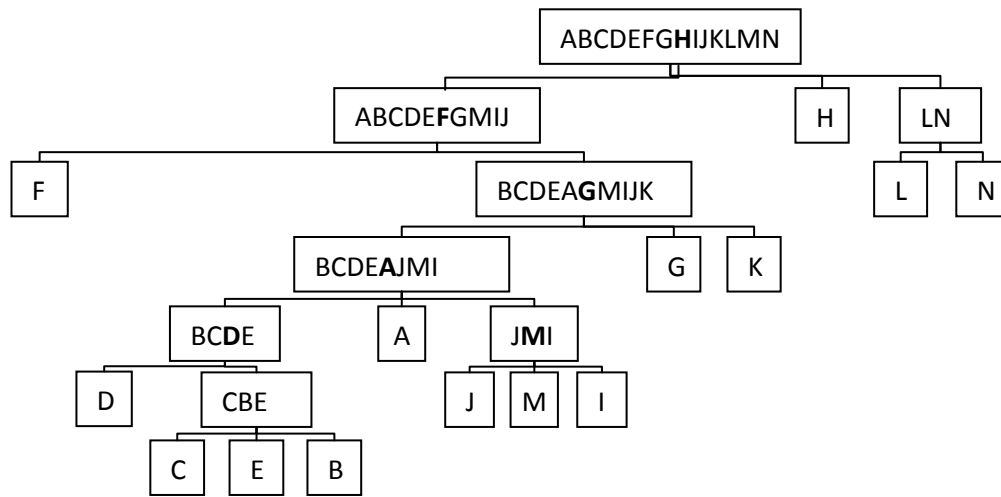 ABCDEFGHIJKLMN
ABCDEFGMIJ
H
LN
F
BCDEAGMIJK
L
N
BCDEAJMI
G
K
BCDE
A
JMI
D
CBE
J
M
I
C
E
B